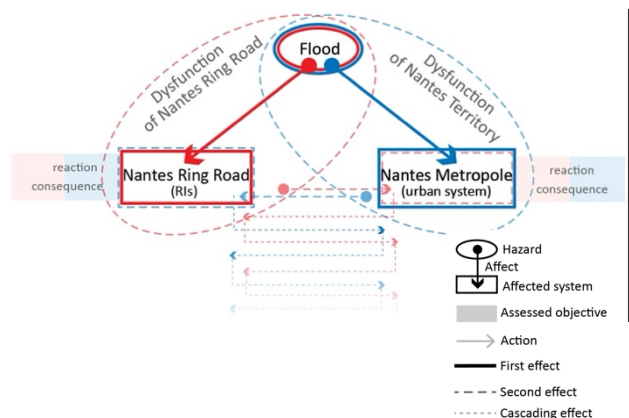 Flood
Dysfunction
of Nantes Ring Road
Dysfunction
of Nantes Territory
reaction
consequence
Nantes Ring Road
(RIs)
Nantes Metropole
(urban system)
reaction
consequence
Hazard
Affect
Affected system
Assessed objective
Action
First effect
Second effect
Cascading effect